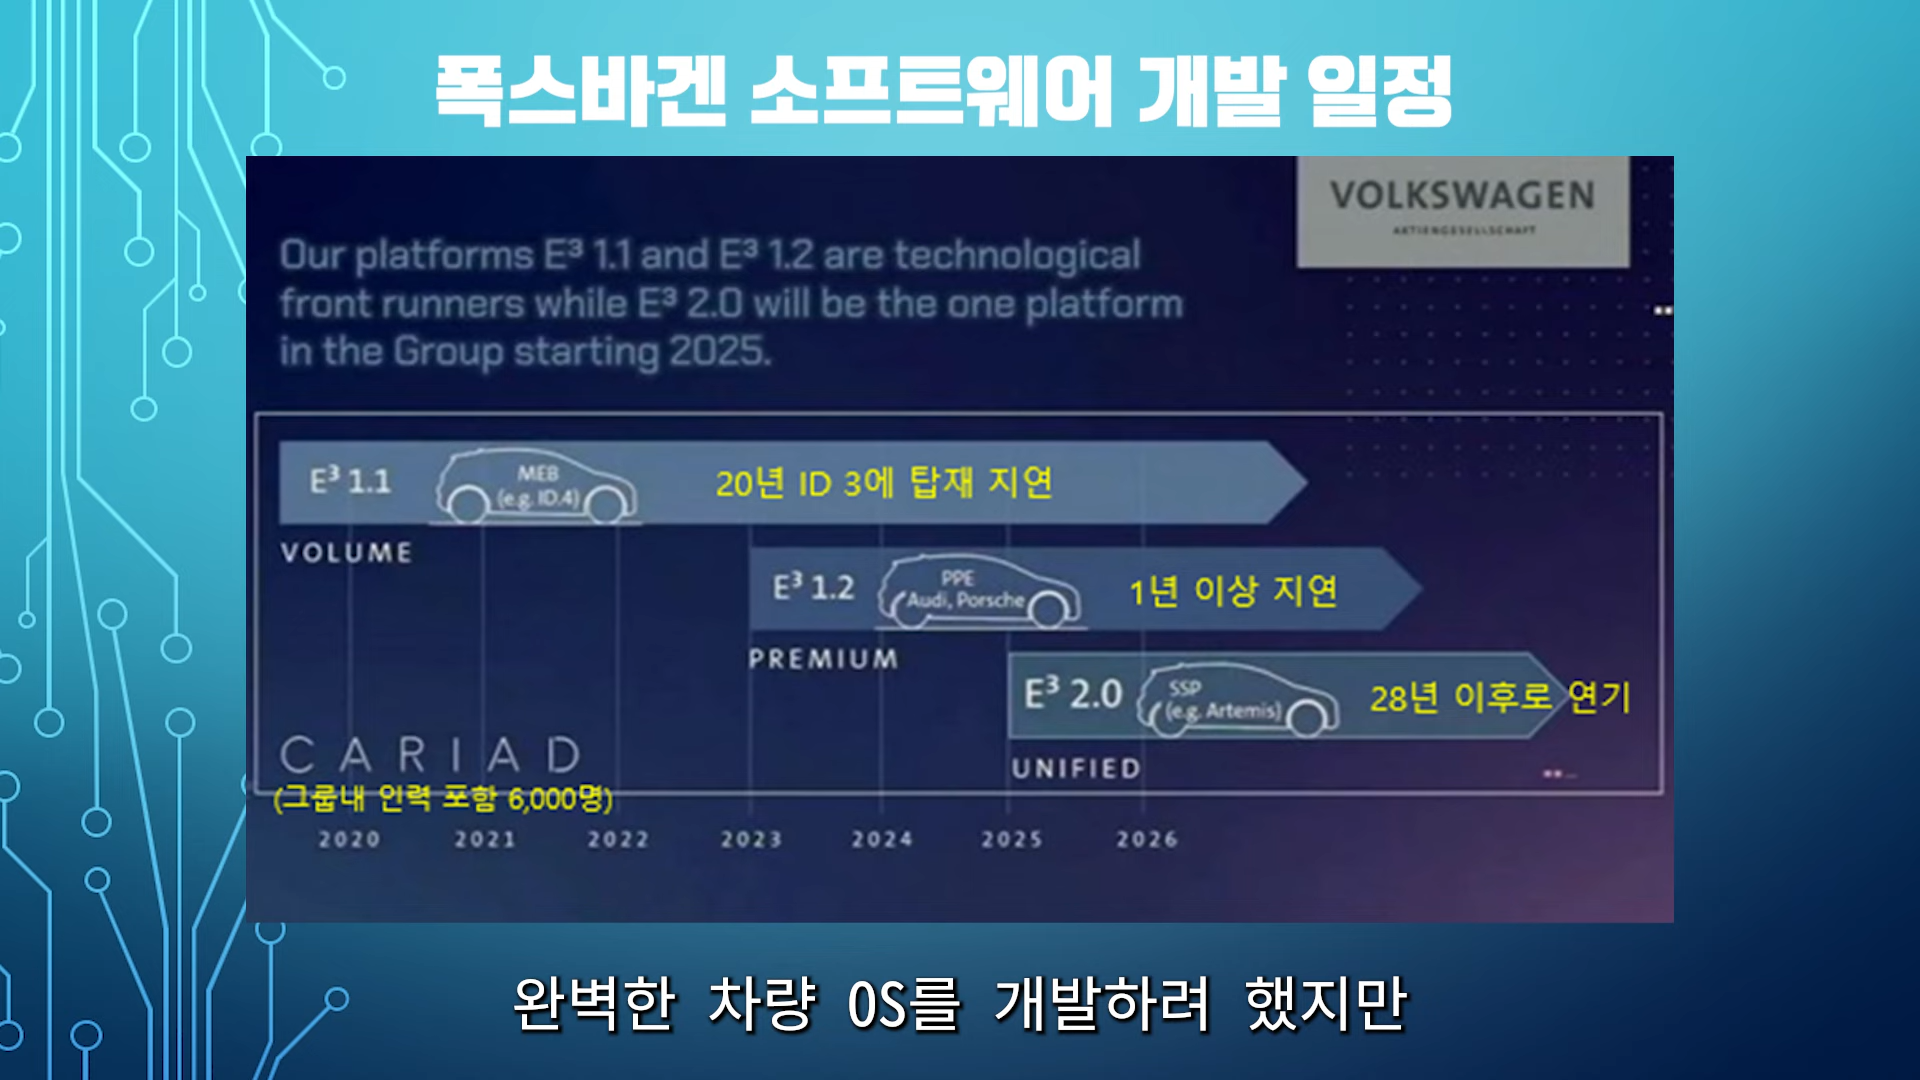 폭스바겐 소프트웨어 개발 일정
VOLKSWAGEN
AKTIENGESELLSCHAFT
Our platforms E³ 1.1 and E³ 1.2 are technological
front runners while E³ 2.0 will be the one platform
in the Group starting 2025.
E³ 1.1
MEB
(e.g. ID.4)
20년 ID 3에 탑재 지연
VOLUME
E³ 1.2
PPE
Audi, Porsche
1년 이상 지연
PREMIUM
E³ 2.0
SSP
(e.g. Artemis)
28년 이후로 연기
UNIFIED
CARIAD
(그룹내 인력 포함 6,000명)
2020 2021 2022 2023 2024 2025 2026
완벽한 차량 OS를 개발하려 했지만